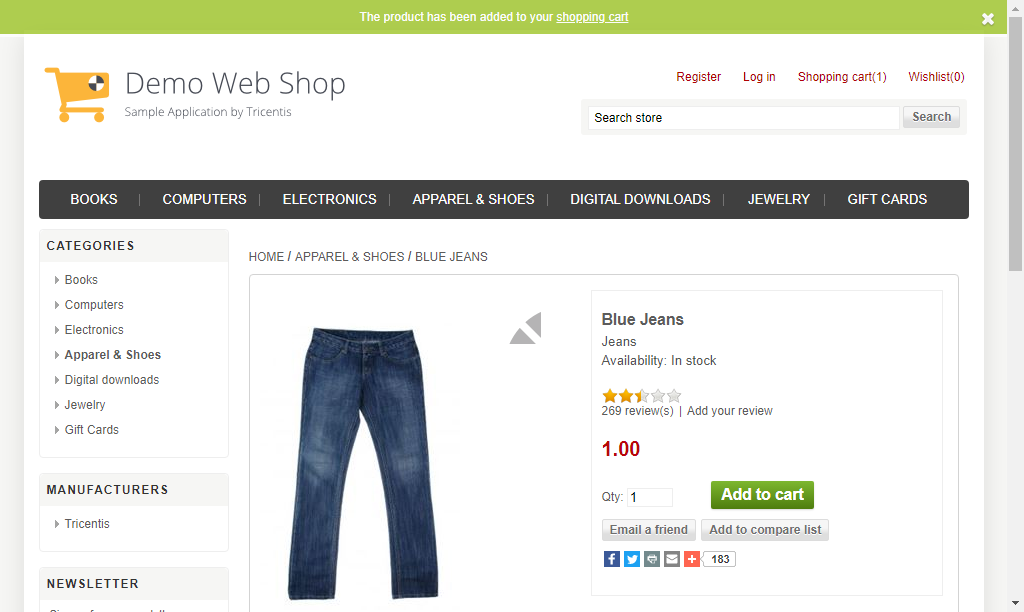 The product has been added to your shopping cart
Demo Web Shop
Sample Application by Tricentis
Register Log in Shopping cart(1) Wishlist(0)
Search store Search
BOOKS COMPUTERS ELECTRONICS APPAREL & SHOES DIGITAL DOWNLOADS JEWELRY GIFT CARDS
CATEGORIES
Books
Computers
Electronics
Apparel & Shoes
Digital downloads
Jewelry
Gift Cards
MANUFACTURERS
Tricentis
NEWSLETTER
HOME / APPAREL & SHOES / BLUE JEANS
Blue Jeans
Jeans
Availability: In stock
269 review(s) | Add your review
1.00
Qty: 1 Add to cart
Email a friend Add to compare list
183